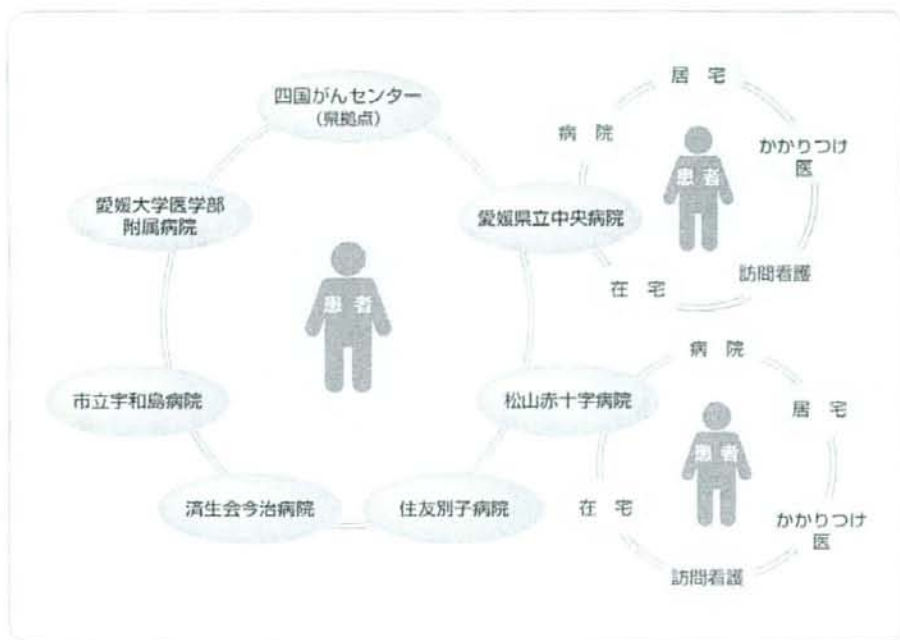 四国がんセンター
（県拠点）
愛媛大学医学部
附属病院
愛媛県立中央病院
患 者
市立宇和島病院
松山赤十字病院
済生会今治病院
住友別子病院
居 宅
病 院
かかりつけ
医
患 者
訪問看護
在 宅
病 院
居 宅
患 者
在 宅
かかりつけ
医
訪問看護